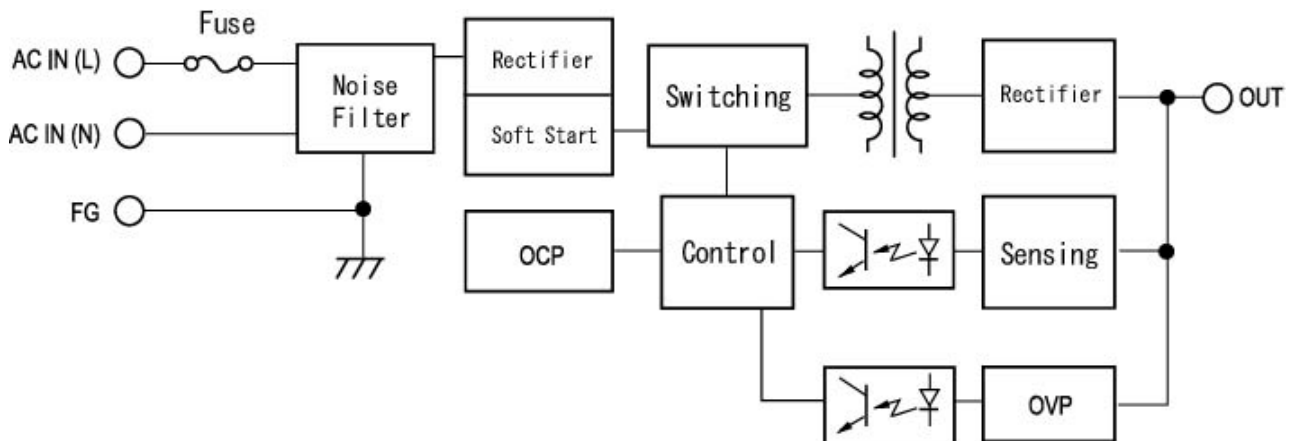 Fuse
AC IN (L)
AC IN (N)
FG
Noise
Filter
Rectifier
Soft Start
Switching
Rectifier
OUT
OCP
Control
Sensing
OVP